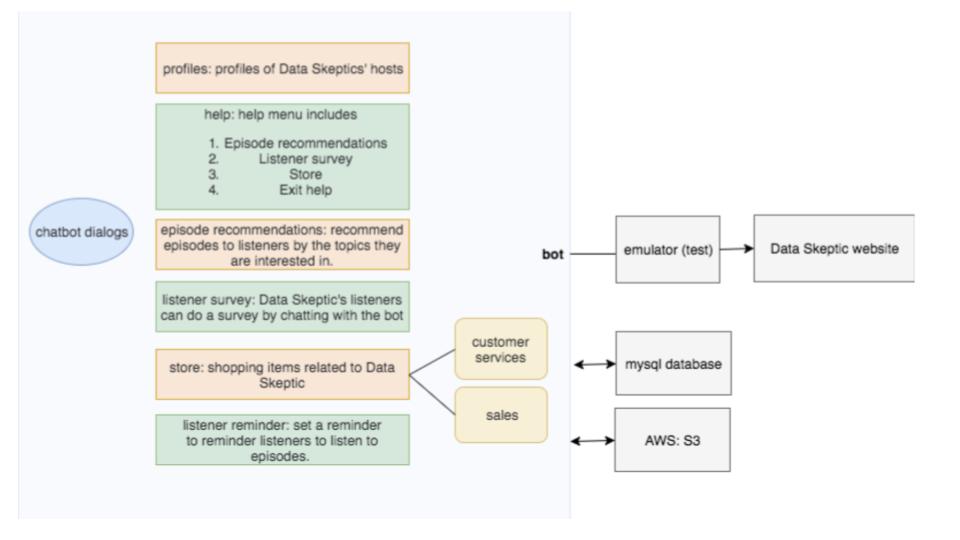 profiles: profiles of Data Skeptics' hosts
help: help menu includes
1. Episode recommendations
2. Listener survey
3. Store
4. Exit help
chatbot dialogs
episode recommendations: recommend
episodes to listeners by the topics they
are interested in.
listener survey: Data Skeptic's listeners
can do a survey by chatting with the bot
store: shopping items related to Data
Skeptic
customer
services
sales
listener reminder: set a reminder
to reminder listeners to listen to
episodes.
bot
emulator (test)
Data Skeptic website
mysql database
AWS: S3